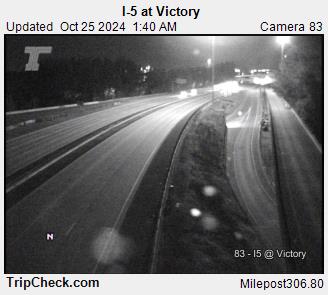 I-5 at Victory
Updated Oct 25 2024 1:40 AM Camera 83
T
N
83 - I5 @ Victory
TripCheck.com Milepost306.80